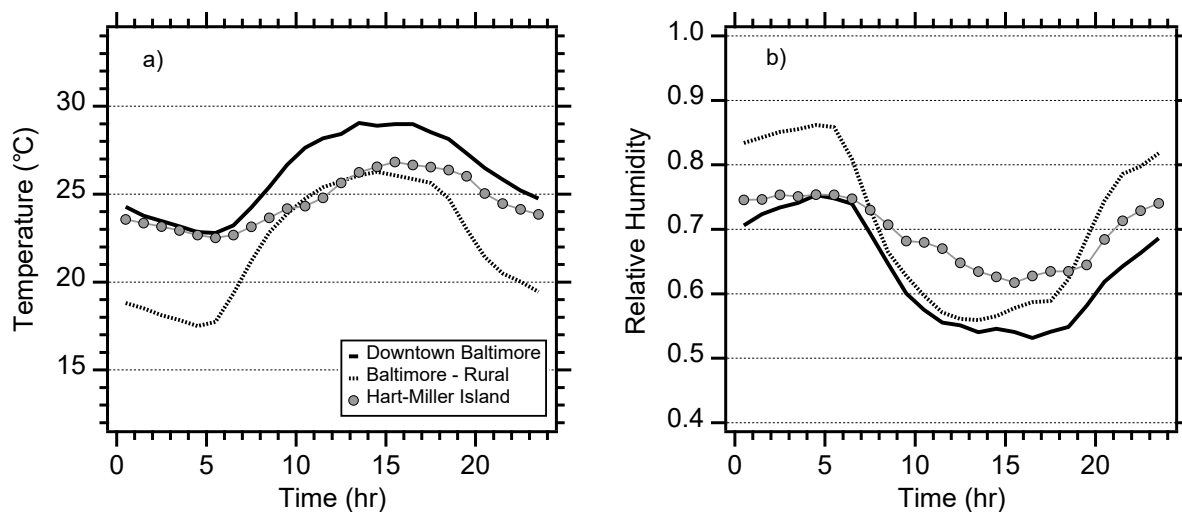 a)
30
25
20
15
Temperature (°C)
Downtown Baltimore
Baltimore - Rural
Hart-Miller Island
0 5 10 15 20
Time (hr)
b)
1.0
0.9
0.8
0.7
0.6
0.5
0.4
Relative Humidity
0 5 10 15 20
Time (hr)